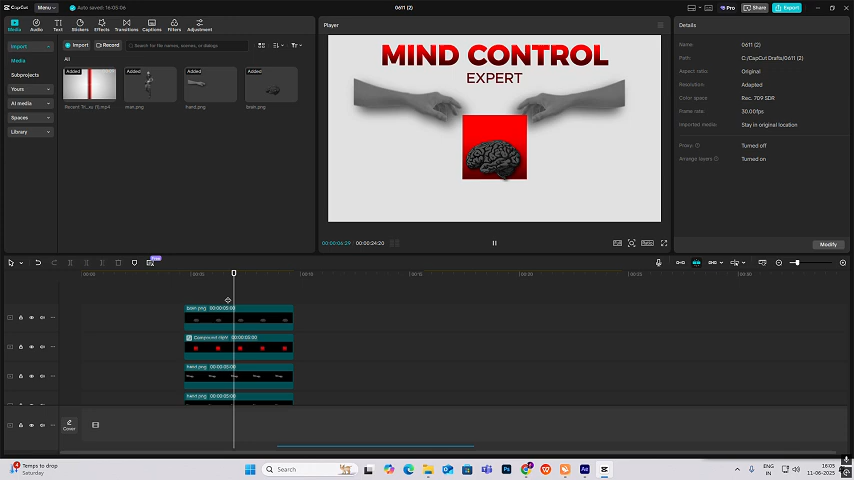 CapCut Menu Auto saved: 16:05:06 0611 (2) Pro Share Export
Media Audio Text Stickers Effects Transitions Captions Filters Adjustment
Player
Details
Import
Import Record Search for file names, scenes, or dialogs
Media
Subprojects
Yours
AI media
Spaces
Library
All
Added Added Added Added
man.png hand.png brain.png
MIND CONTROL
EXPERT
Name: 0611 (2)
Path: C:/CapCut Drafts/0611 (2)
Aspect ratio: Original
Resolution: Adapted
Color space: Rec. 709 SDR
Frame rate: 30.00fps
Imported media: Stay in original location
Proxy: Turned off
Arrange layers Turned on
00:00:06:29 00:00:24:20
Modify
brain.png 00:00:05:00
Compound clip1 00:00:05:00
hand.png 00:00:05:00
hand.png 00:00:05:00
Cover
Temps to drop
Saturday
Search
ENG
IN
16:05
11-06-2025